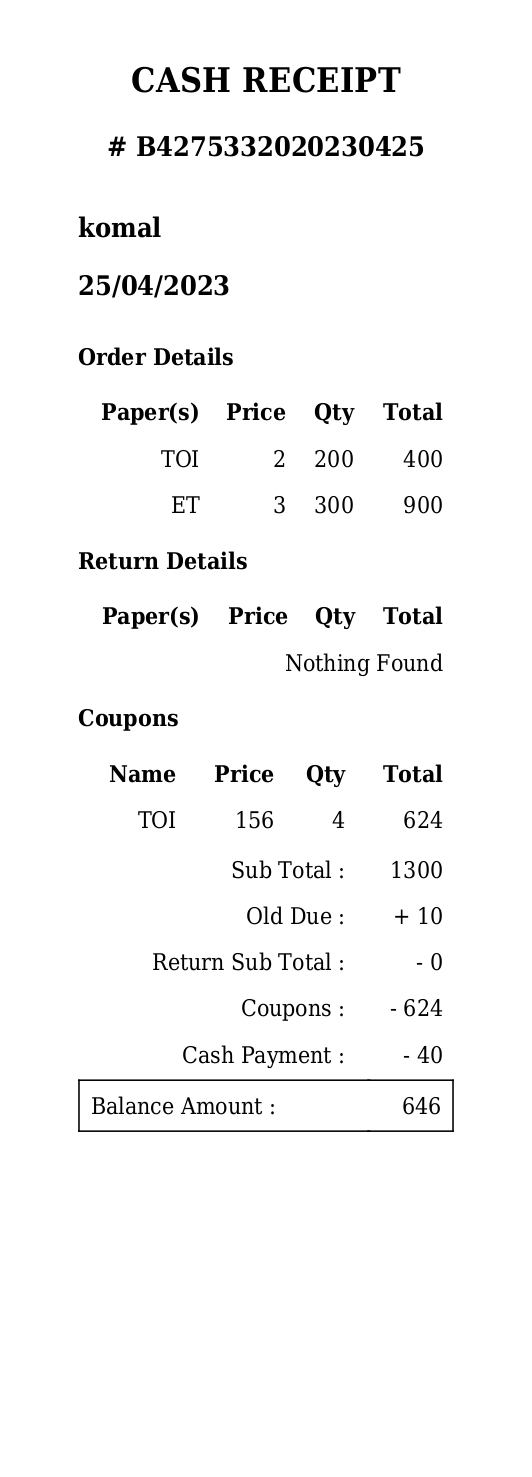 CASH RECEIPT
# B4275332020230425
komal
25/04/2023
Order Details
Paper(s) Price Qty Total
TOI 2 200 400
ET 3 300 900
Return Details
Paper(s) Price Qty Total
Nothing Found
Coupons
Name Price Qty Total
TOI 156 4 624
Sub Total : 1300
Old Due : + 10
Return Sub Total : - 0
Coupons : - 624
Cash Payment : - 40
Balance Amount : 646